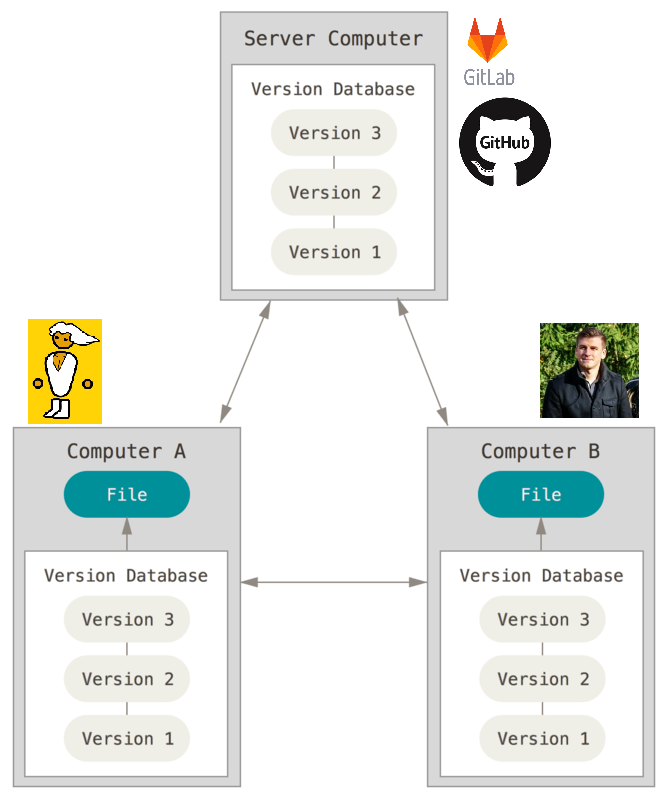 Server Computer
GitLab
Version Database
GitHub
Version 3
Version 2
Version 1
Computer A
File
Version Database
Version 3
Version 2
Version 1
Computer B
File
Version Database
Version 3
Version 2
Version 1